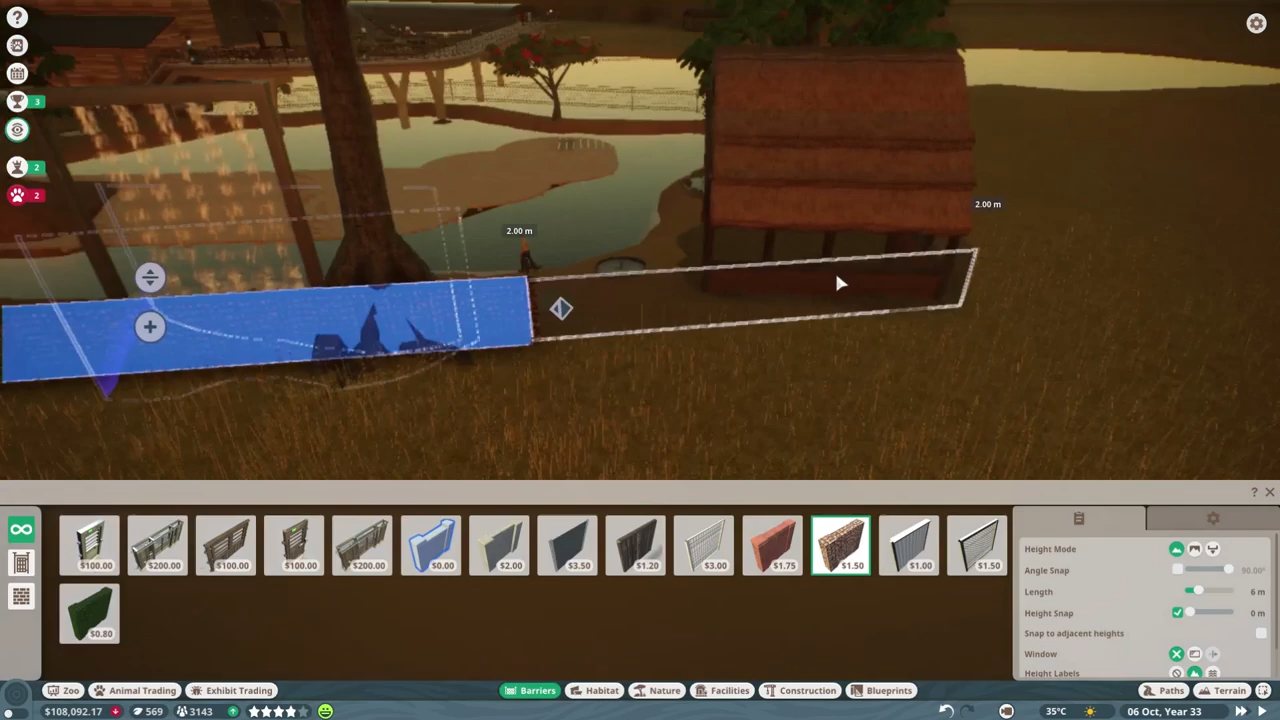 ?
3
2
2
2.00 m
2.00 m
?
$100.00 $200.00 $100.00 $100.00 $200.00 $0.00 $2.00 $3.50 $1.20 $3.00 $1.75 $1.50 $1.00 $1.50
$0.80
Height Mode
Angle Snap 90.00°
Length 6 m
Height Snap 0 m
Snap to adjacent heights
Window
Height Labels
Zoo Animal Trading Exhibit Trading Barriers Habitat Nature Facilities Construction Blueprints Paths Terrain
$108,092.17 569 3143 35°C 06 Oct, Year 33